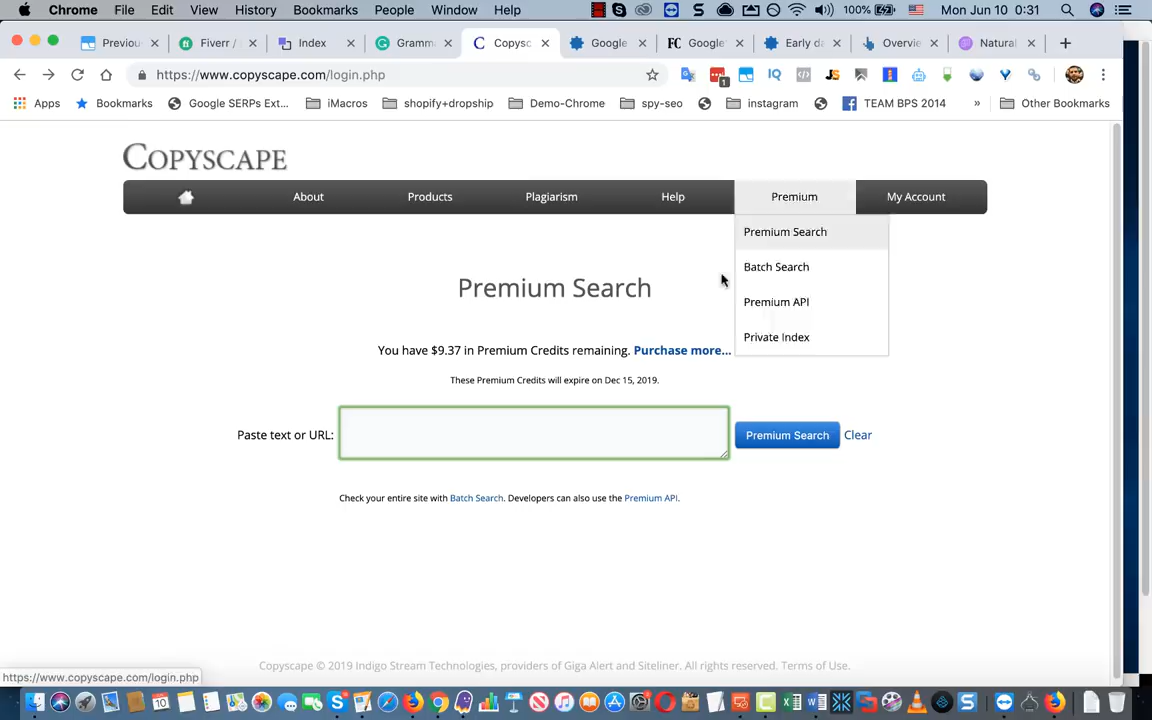 Chrome File Edit View History Bookmarks People Window Help 100% Mon Jun 10 0:31
Previou Fiverr / Index Gramm Copysc Google Google Early d Overvie Natural
https://www.copyscape.com/login.php
Apps Bookmarks Google SERPs Ext... iMacros shopify+dropship Demo-Chrome spy-seo instagram TEAM BPS 2014 » Other Bookmarks
COPYSCAPE
About Products Plagiarism Help Premium My Account
Premium Search
Batch Search
Premium API
Private Index
Premium Search
You have $9.37 in Premium Credits remaining. Purchase more...
These Premium Credits will expire on Dec 15, 2019.
Paste text or URL: Premium Search Clear
Check your entire site with Batch Search. Developers can also use the Premium API.
Copyscape © 2019 Indigo Stream Technologies, providers of Giga Alert and Siteliner. All rights reserved. Terms of Use.
https://www.copyscape.com/login.php